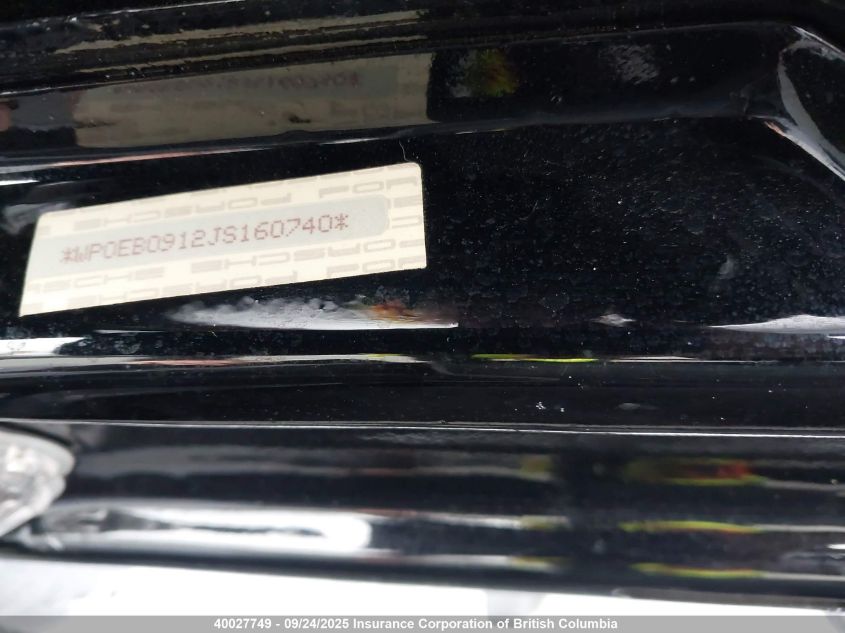 *WP0EB0912JS160740*
40027749 - 09/24/2025 Insurance Corporation of British Columbia